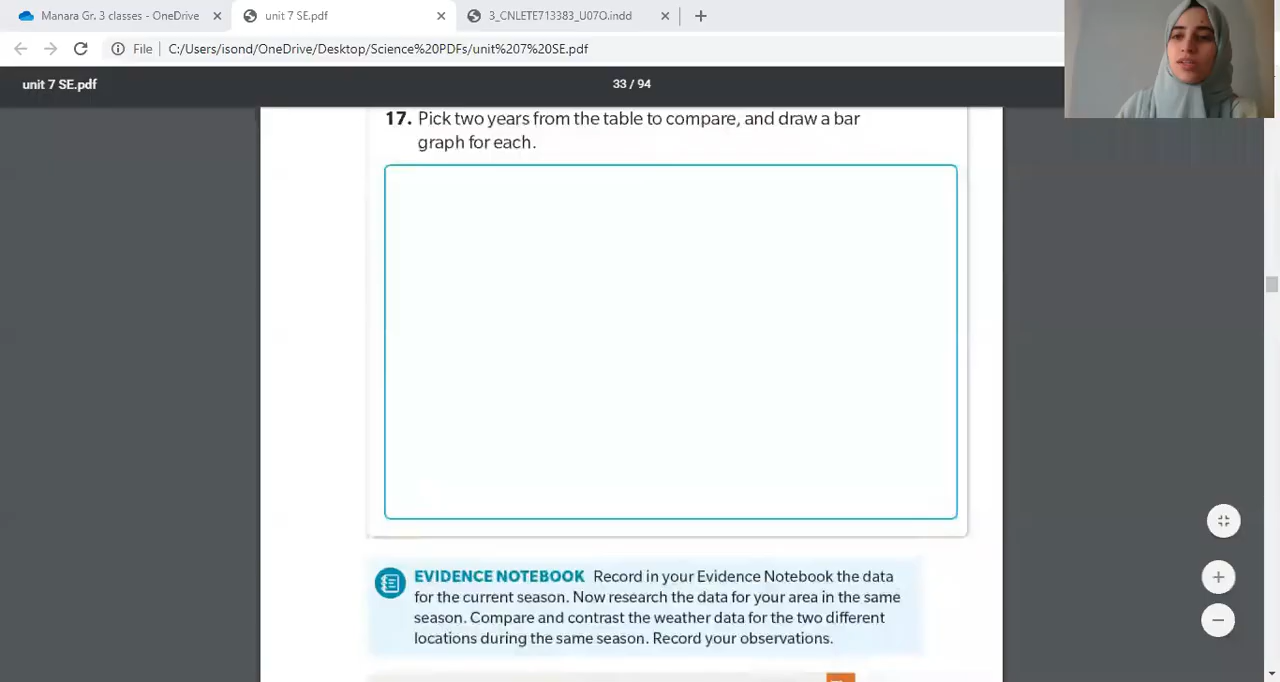 Manara Gr. 3 classes - OneDrive
unit 7 SE.pdf
3_CNLETE713383_U07O.indd
File
C:/Users/isond/OneDrive/Desktop/Science%20PDFs/unit%207%20SE.pdf
unit 7 SE.pdf
33 / 94
17. Pick two years from the table to compare, and draw a bar
graph for each.
EVIDENCE NOTEBOOK Record in your Evidence Notebook the data
for the current season. Now research the data for your area in the same
season. Compare and contrast the weather data for the two different
locations during the same season. Record your observations.